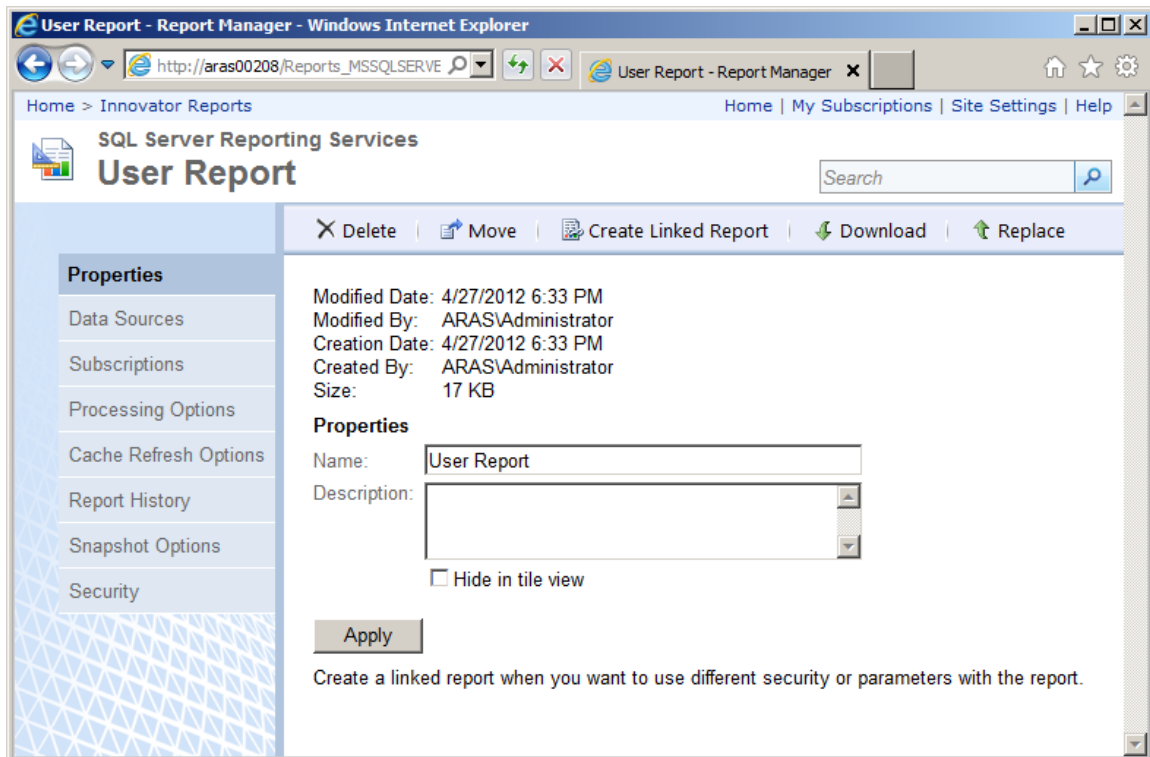 User Report - Report Manager - Windows Internet Explorer
http://aras00208/Reports_MSSQLSERVE
User Report - Report Manager
Home > Innovator Reports
Home | My Subscriptions | Site Settings | Help
SQL Server Reporting Services
User Report
Search
Delete | Move | Create Linked Report | Download | Replace
Properties
Data Sources
Subscriptions
Processing Options
Cache Refresh Options
Report History
Snapshot Options
Security
Modified Date: 4/27/2012 6:33 PM
Modified By: ARAS\Administrator
Creation Date: 4/27/2012 6:33 PM
Created By: ARAS\Administrator
Size: 17 KB
Properties
Name: User Report
Description:
Hide in tile view
Apply
Create a linked report when you want to use different security or parameters with the report.